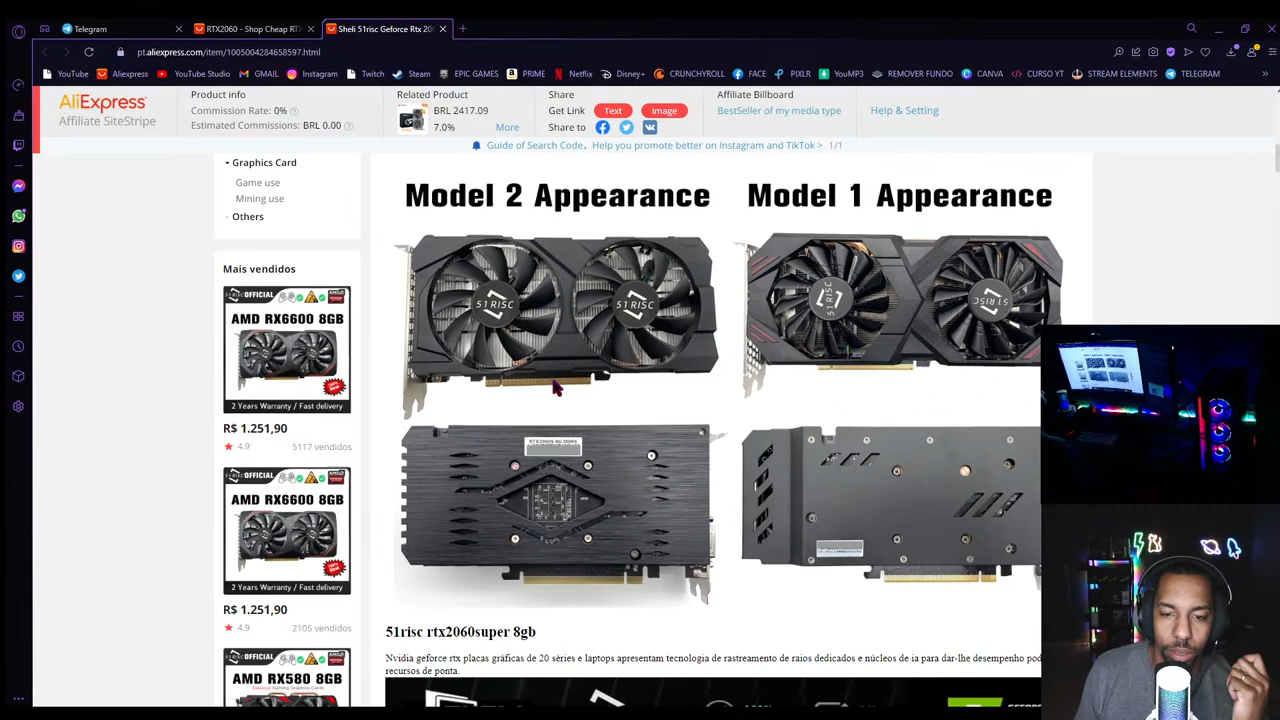 Telegram
RTX2060 - Shop Cheap RTX
Sheli 51risc Geforce Rtx 20
pt.aliexpress.com/item/1005004284658597.html
YouTube
Aliexpress
YouTube Studio
GMAIL
Instagram
Twitch
Steam
EPIC GAMES
PRIME
Netflix
Disney+
CRUNCHYROLL
FACE
PIXLR
YouMP3
REMOVER FUNDO
CANVA
CURSO YT
STREAM ELEMENTS
TELEGRAM
AliExpress
Affiliate SiteStripe
Product info
Commission Rate: 0%
Estimated Commissions: BRL 0.00
Related Product
BRL 2417.09
7.0%
More
Share
Get Link
Text
Image
Share to
Affiliate Billboard
BestSeller of my media type
Help & Setting
Guide of Search Code, Help you promote better on Instagram and TikTok >
1/1
Graphics Card
Game use
Mining use
Others
Mais vendidos
51RISC OFFICIAL
AMD RX6600 8GB
2 Years Warranty / Fast delivery
R$ 1.251,90
4.9
5117 vendidos
51RISC OFFICIAL
AMD RX6600 8GB
2 Years Warranty / Fast delivery
R$ 1.251,90
4.9
2105 vendidos
51RISC OFFICIAL
AMD RX580 8GB
Model 2 Appearance
Model 1 Appearance
51RISC
51RISC
51RISC
51RISC
51risc rtx2060super 8gb
Nvidia geforce rtx placas gráficas de 20 séries e laptops apresentam tecnologia de rastreamento de raios dedicados e núcleos de ia para dar-lhe desempenho pod
recursos de ponta.